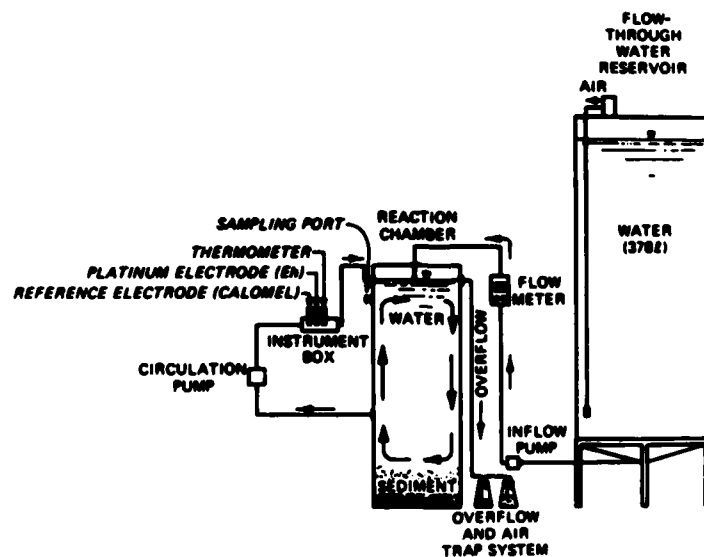 FLOW-
THROUGH
WATER
RESERVOIR
AIR
WATER
(378ℓ)
SAMPLING PORT
REACTION
CHAMBER
THERMOMETER
PLATINUM ELECTRODE (Eh)
REFERENCE ELECTRODE (CALOMEL)
INSTRUMENT
BOX
CIRCULATION
PUMP
WATER
OVERFLOW
FLOW
METER
INFLOW
PUMP
SEDIMENT
OVERFLOW
AND AIR
TRAP SYSTEM